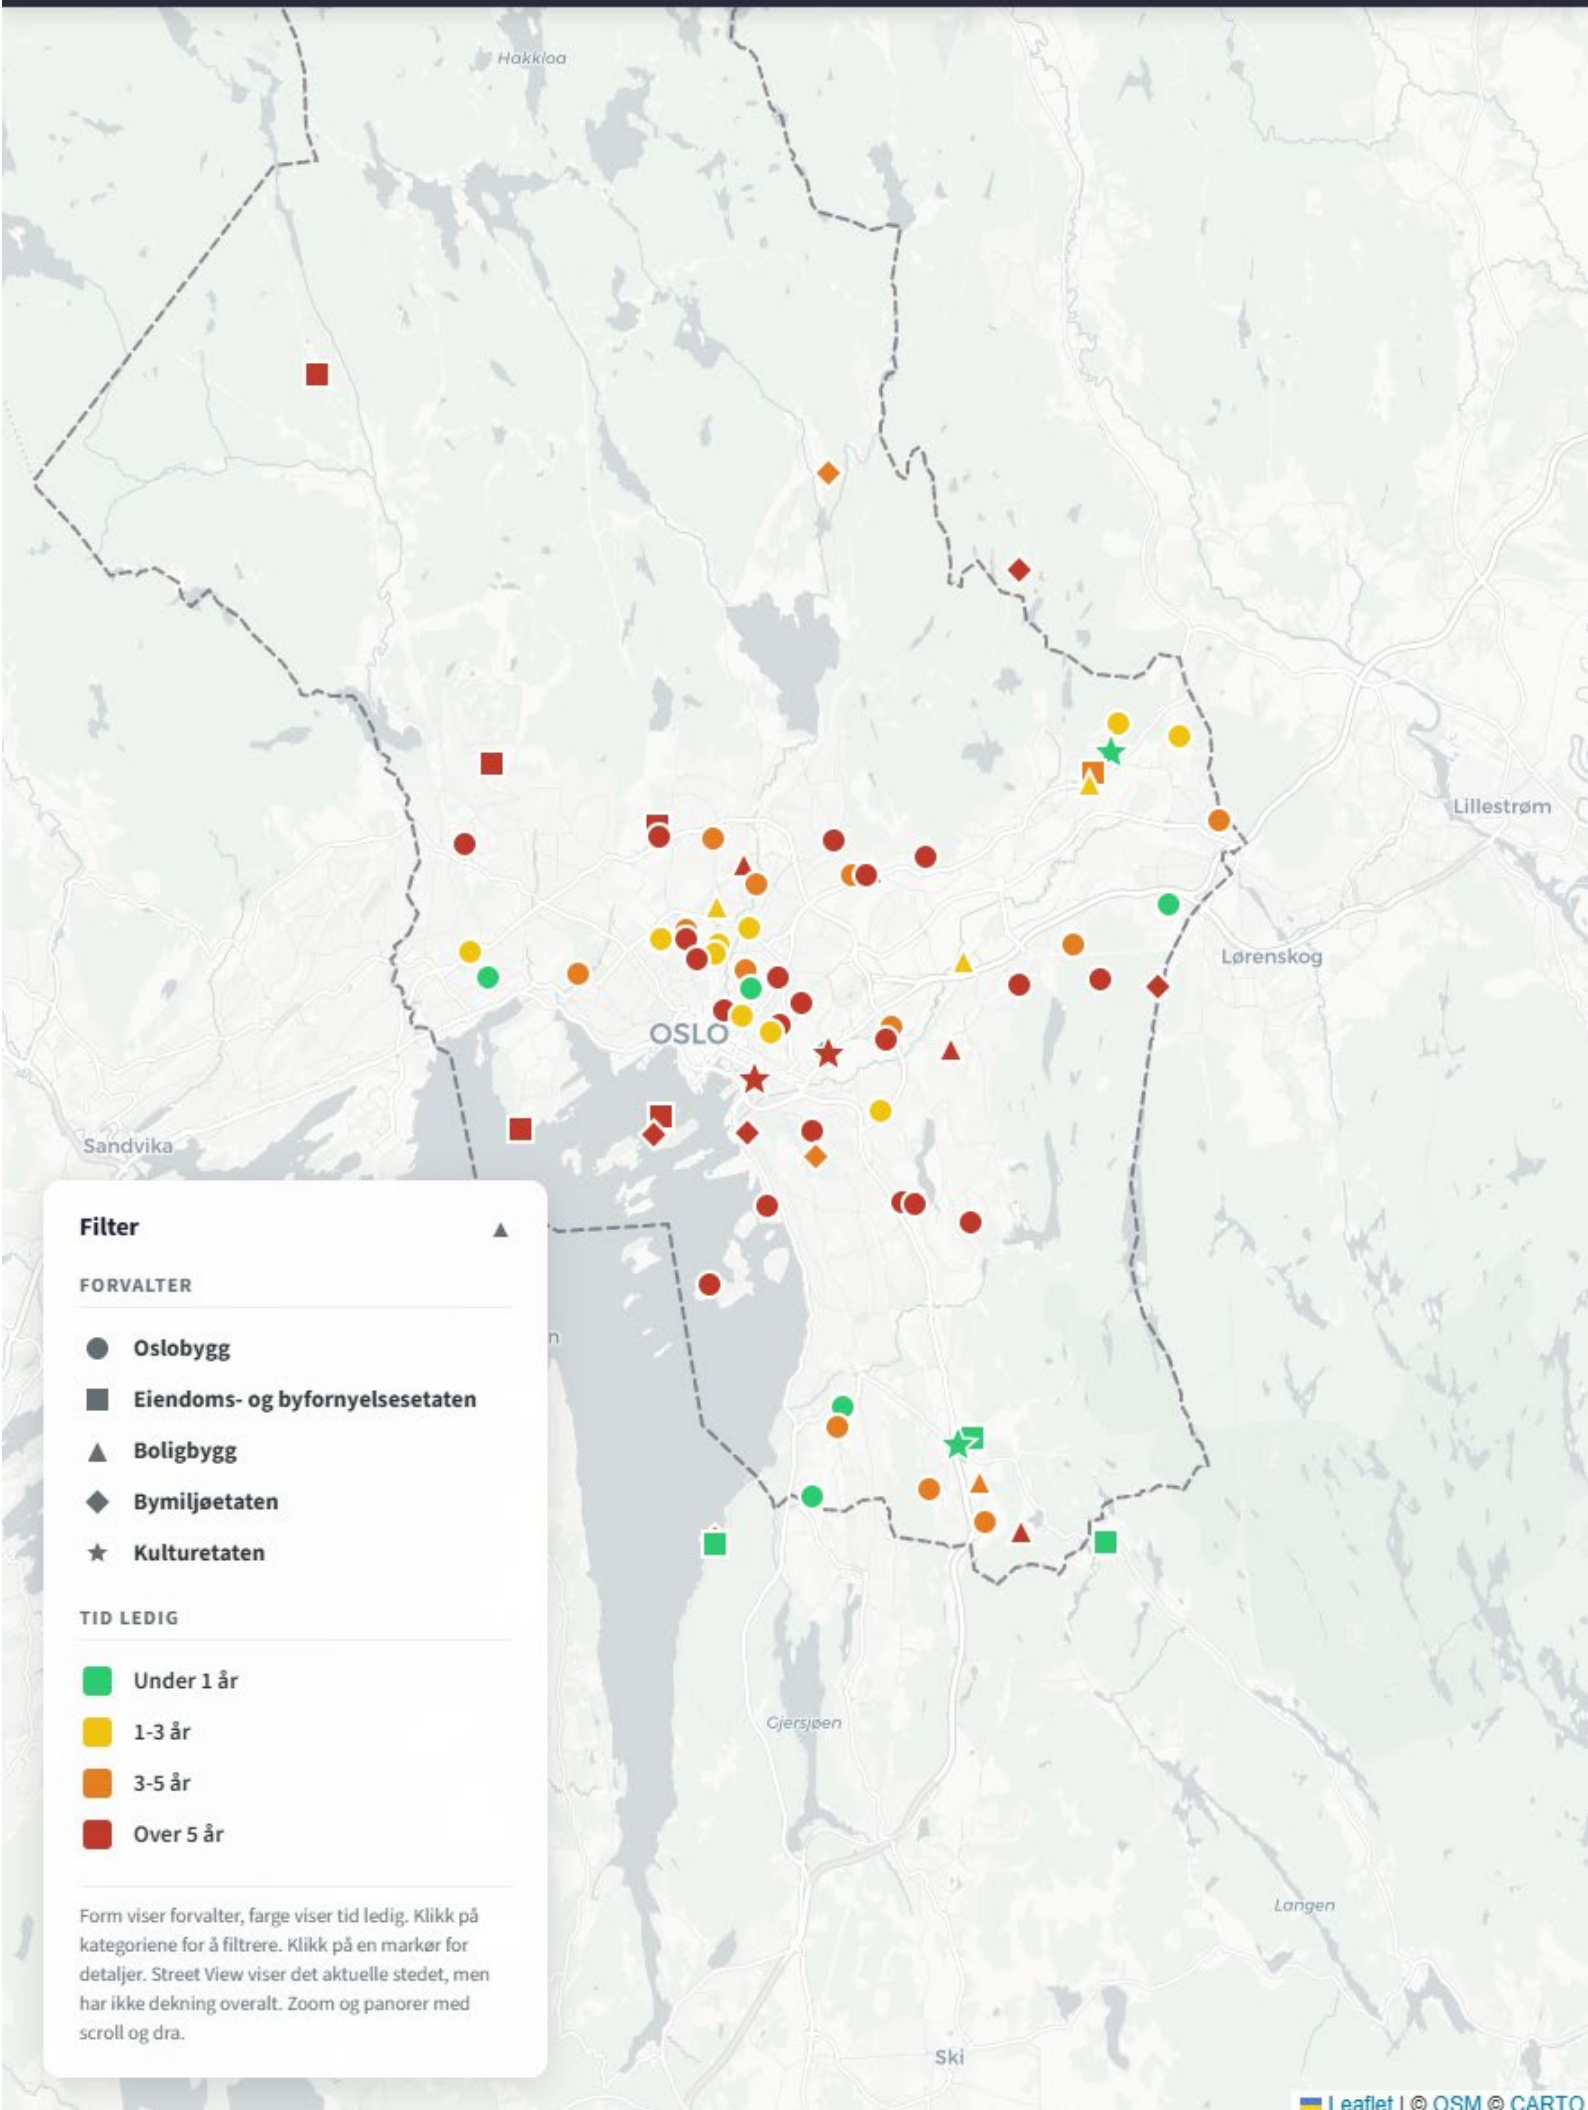 Hakkloa
Lillestrøm
Lørenskog
OSLO
Sandvika
Filter
FORVALTER
Oslobygg
n
Eiendoms- og byfornyelsesetaten
Boligbygg
Bymiljøetaten
Kulturetaten
TID LEDIG
Under 1 år
1-3 år
3-5 år
Over 5 år
Form viser forvalter, farge viser tid ledig. Klikk på
kategoriene for å filtrere. Klikk på en markør for
detaljer. Street View viser det aktuelle stedet, men
har ikke dekning overalt. Zoom og panorer med
scroll og dra.
Gjersjøen
Langen
Ski
Leaflet | © OSM © CARTO